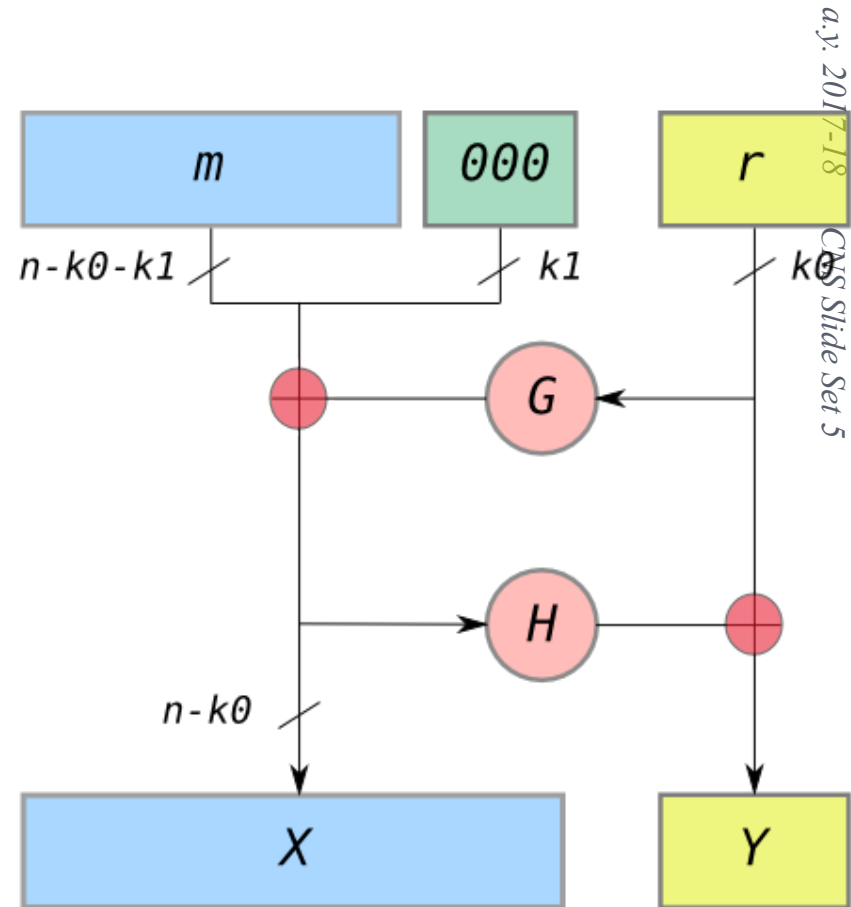 a.y. 2017-18 CNS Slide Set 5
m 000 r
n-k0-k1 k1 k0
G
H
n-k0
X Y